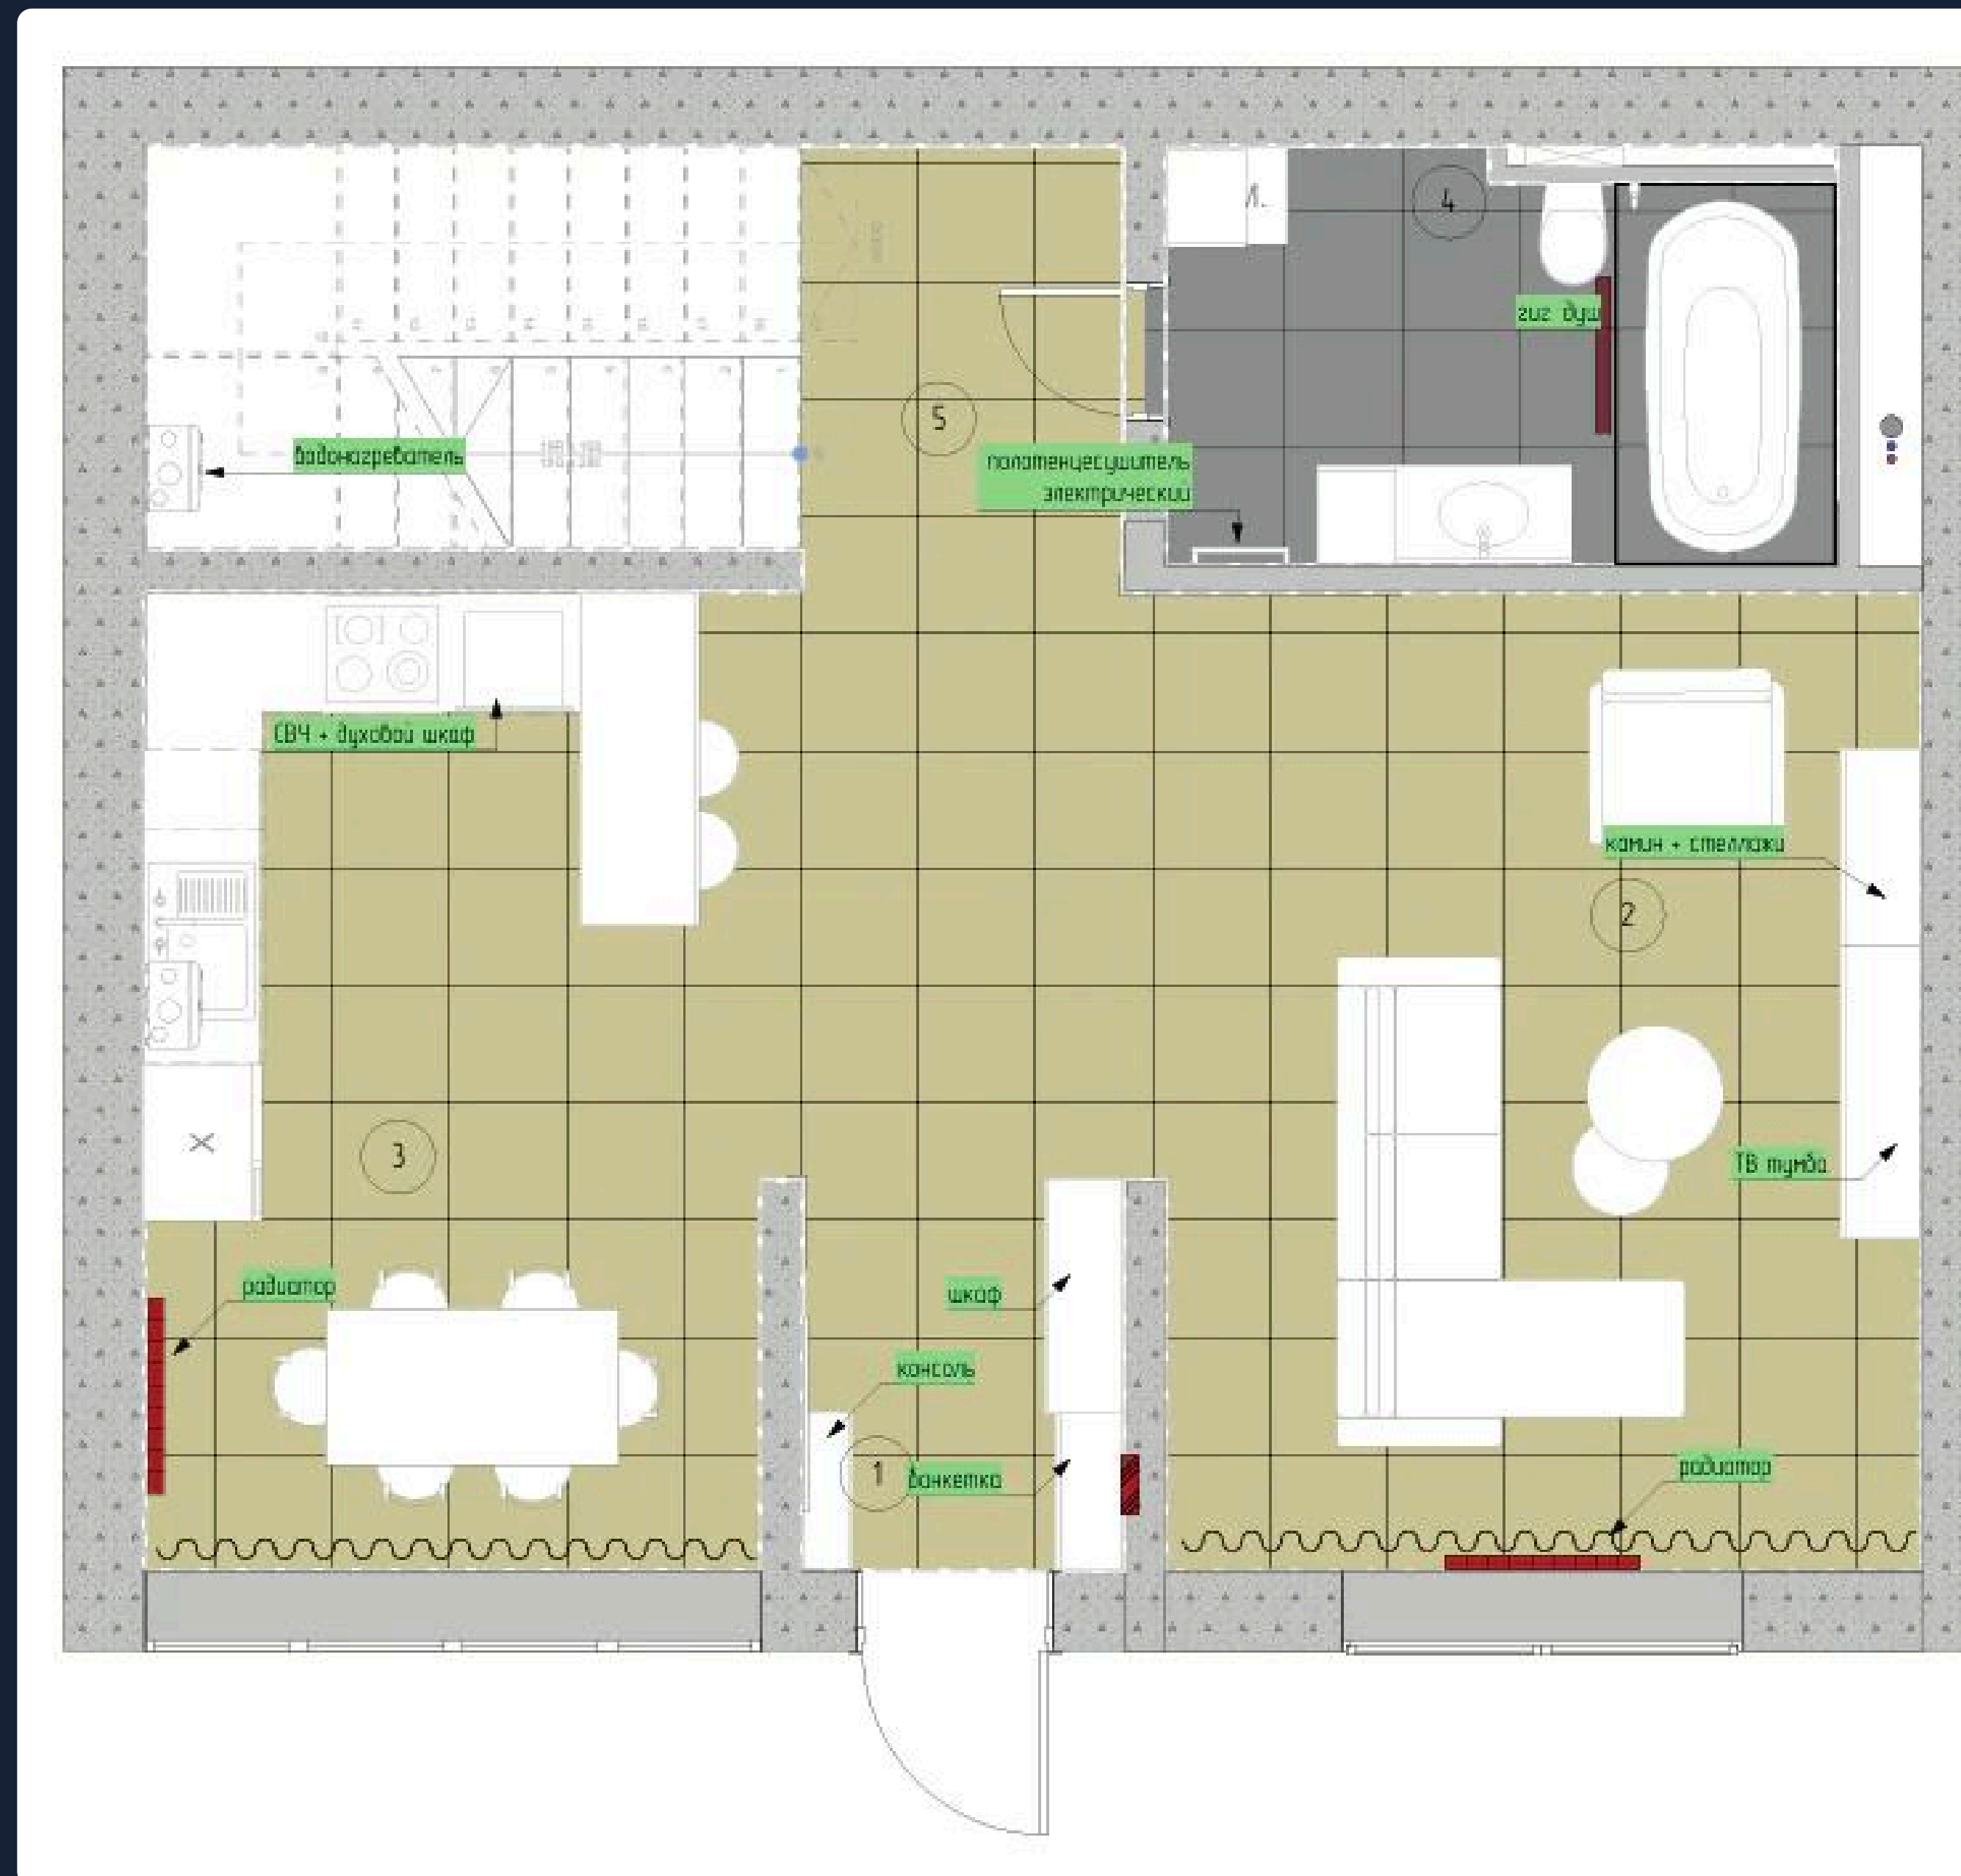 4
гиг душ
5
водонагреватель
полотенцесушитель
электрический
СВЧ + духовой шкаф
камин + стеллажи
2
X
3
ТВ тумба
радиатор
шкаф
консоль
1
банкетка
радиатор